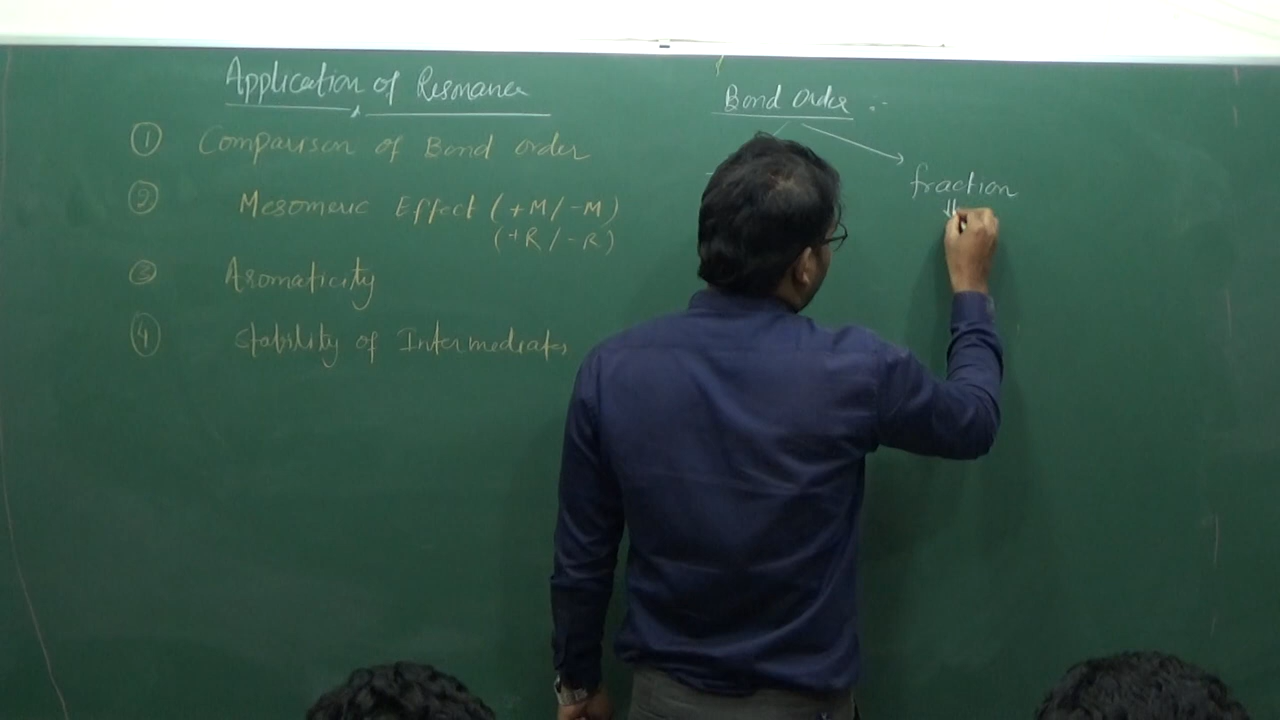 Application of Resonance
① Comparison of Bond order
② Mesomeric Effect (+M/-M)
(+R/-R)
③ Aromaticity
④ Stability of Intermediates
Bond Order :-
fraction